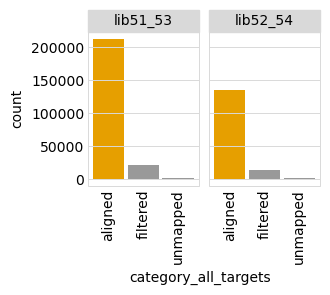 lib51_53
lib52_54
200000
150000
100000
50000
0
count
aligned
filtered
unmapped
aligned
filtered
unmapped
category_all_targets